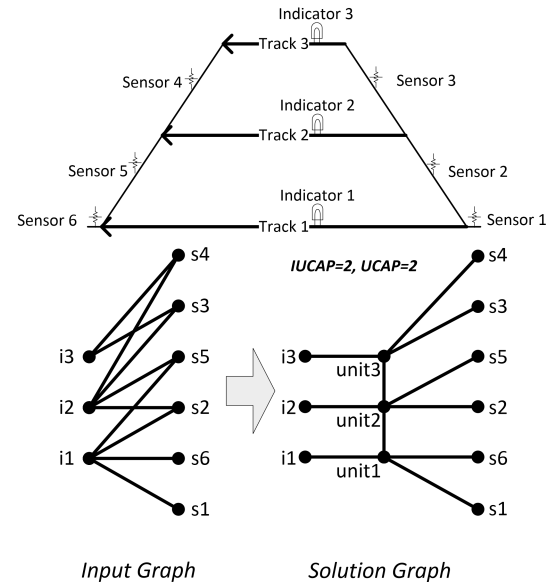 Indicator 3
Track 3
Sensor 4
Sensor 3
Indicator 2
Track 2
Sensor 5
Sensor 2
Indicator 1
Sensor 6
Track 1
Sensor 1
IUCAP=2, UCAP=2
s4
s3
i3
s5
i2
s2
i1
s6
s1
s4
s3
i3
s5
unit3
i2
s2
unit2
i1
s6
unit1
s1
Input Graph
Solution Graph